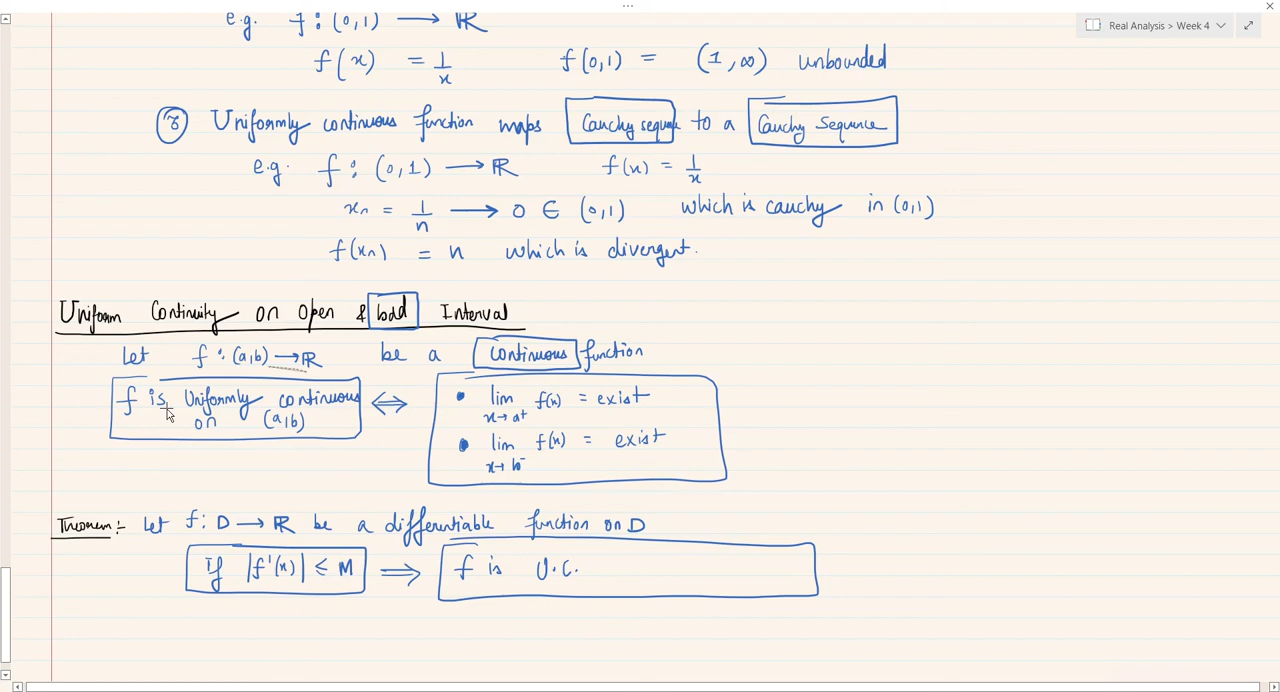 Real Analysis > Week 4
e.g. f : (0,1) ⟶ ℝ
f(x) = 1/x f(0,1) = (1,∞) unbounded
⑧ Uniformly continuous function maps Cauchy sequence to a Cauchy Sequence
e.g. f : (0,1) ⟶ ℝ f(x) = 1/x
xn = 1/n ⟶ 0 ∈ (0,1) which is cauchy in (0,1)
f(xn) = n which is divergent.
Uniform Continuity on Open & bdd Interval
Let f : (a,b) ⟶ ℝ be a continuous function
f is Uniformly continuous on (a,b) ⟺
• lim x→a⁺ f(x) = exist
• lim x→b⁻ f(x) = exist
Theorem:- Let f : D ⟶ ℝ be a differentiable function on D
If |f'(x)| ≤ M ⟹ f is U.C.